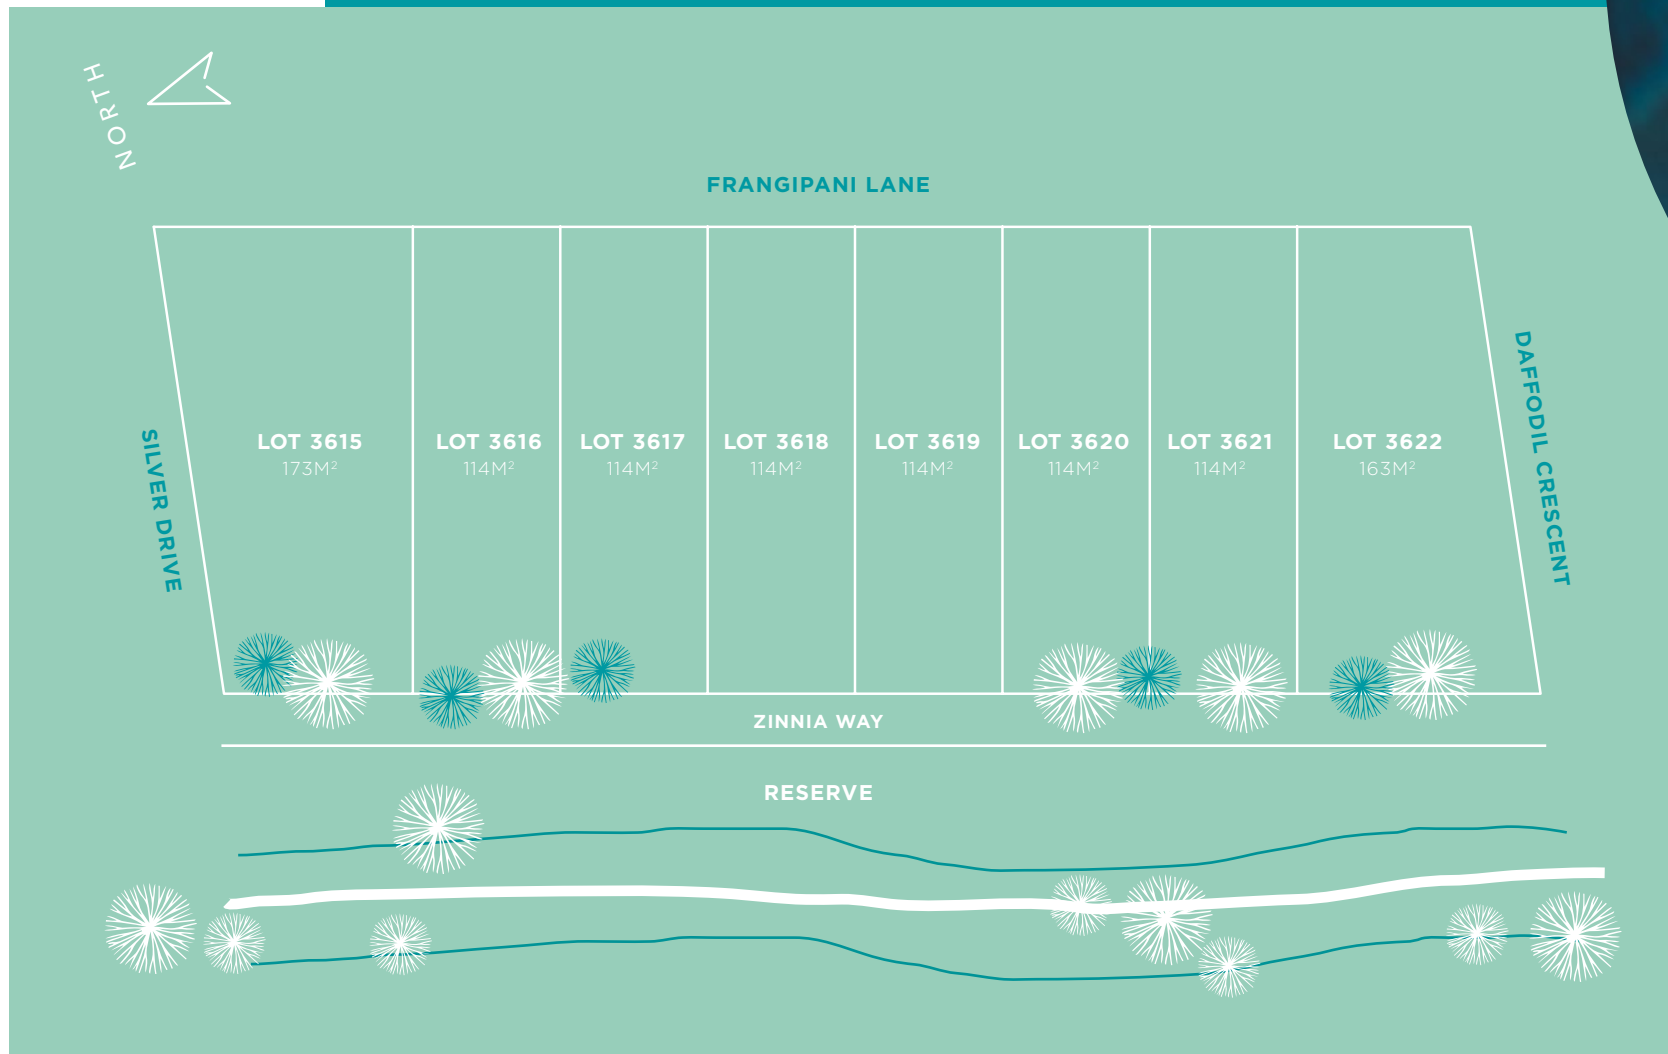 NORTH
FRANGIPANI LANE
SILVER DRIVE
LOT 3615
173M²
LOT 3616
114M²
LOT 3617
114M²
LOT 3618
114M²
LOT 3619
114M²
LOT 3620
114M²
LOT 3621
114M²
LOT 3622
163M²
DAFFODIL CRESCENT
ZINNIA WAY
RESERVE